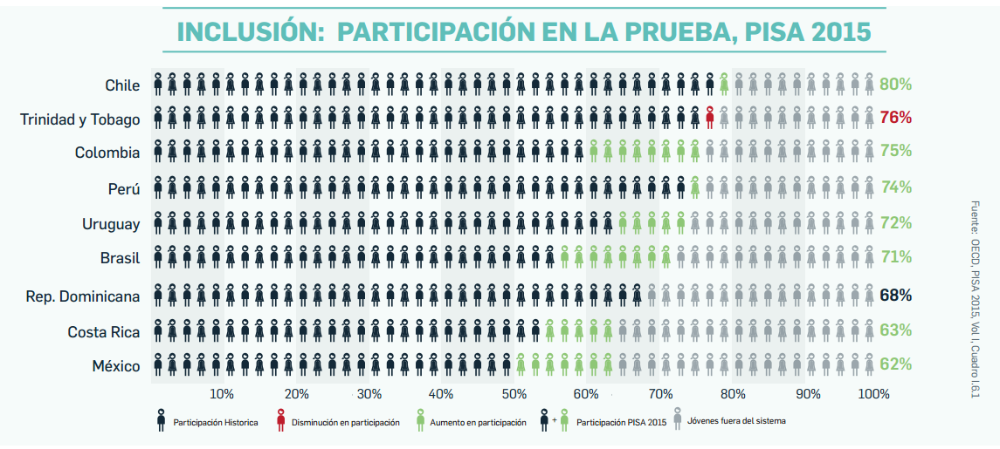 INCLUSIÓN: PARTICIPACIÓN EN LA PRUEBA, PISA 2015
Chile 80%
Trinidad y Tobago 76%
Colombia 75%
Perú 74%
Uruguay 72%
Brasil 71%
Rep. Dominicana 68%
Costa Rica 63%
México 62%
10% 20% 30% 40% 50% 60% 70% 80% 90% 100%
Participación Historica Disminución en participación Aumento en participación + Participación PISA 2015 Jóvenes fuera del sistema
Fuente: OECD, PISA 2015, Vol I, Cuadro I.6.1